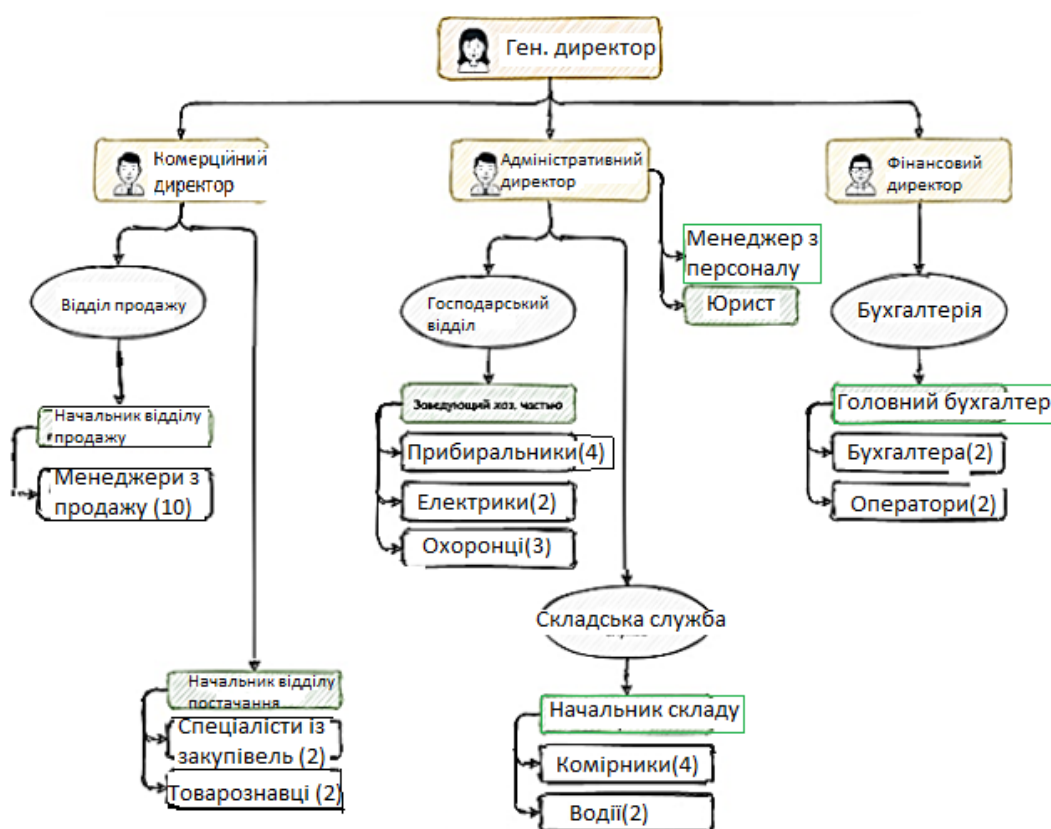 Ген. директор
Комерційний
директор
Адміністративний
директор
Фінансовий
директор
Менеджер з
персоналу
Юрист
Відділ продажу
Господарський
відділ
Бухгалтерія
Начальник відділу
продажу
Менеджери з
продажу (10)
Заведующий хоз. частью
Прибиральники(4)
Електрики(2)
Охоронці(3)
Головний бухгалтер
Бухгалтера(2)
Оператори(2)
Складська служба
Начальник відділу
постачання
Спеціалісти із
закупівель (2)
Товарознавці (2)
Начальник складу
Комірники(4)
Водії(2)